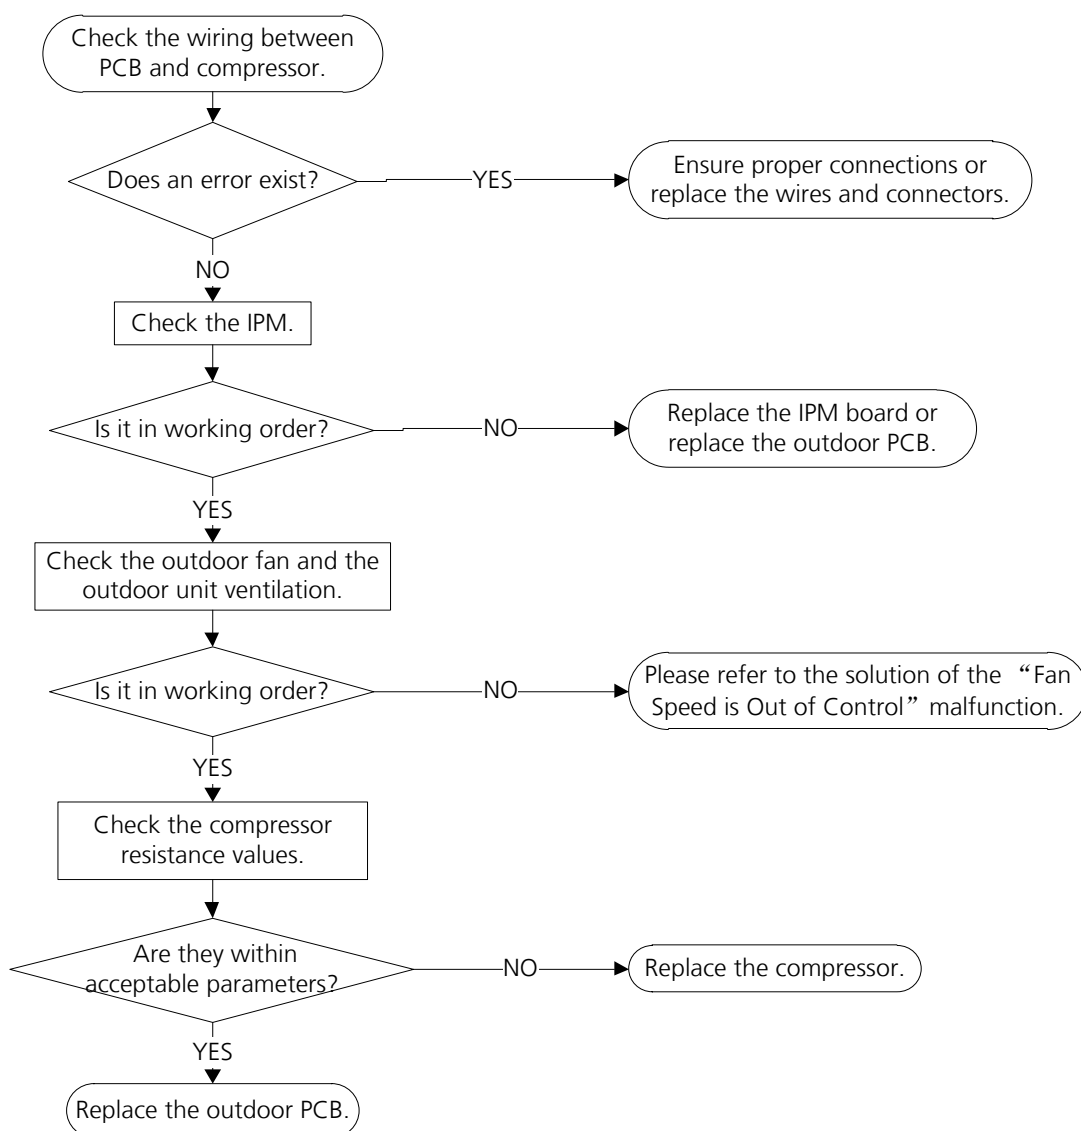 Check the wiring between
PCB and compressor.
Does an error exist?
YES
Ensure proper connections or
replace the wires and connectors.
NO
Check the IPM.
Is it in working order?
NO
Replace the IPM board or
replace the outdoor PCB.
YES
Check the outdoor fan and the
outdoor unit ventilation.
Is it in working order?
NO
Please refer to the solution of the “Fan
Speed is Out of Control” malfunction.
YES
Check the compressor
resistance values.
Are they within
acceptable parameters?
NO
Replace the compressor.
YES
Replace the outdoor PCB.